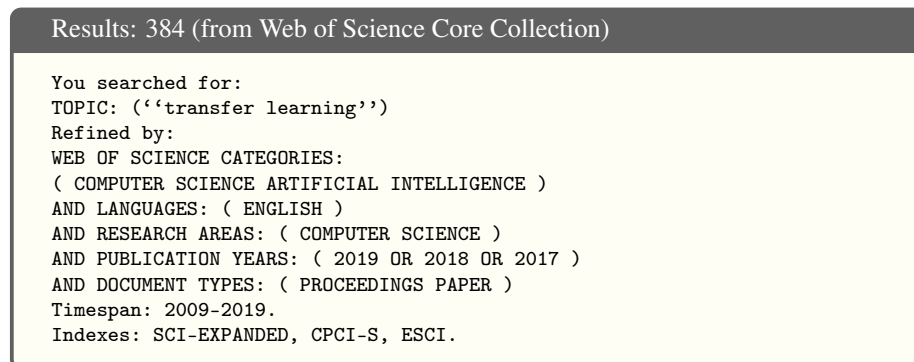 Results: 384 (from Web of Science Core Collection)
You searched for:
TOPIC: (‘‘transfer learning’’)
Refined by:
WEB OF SCIENCE CATEGORIES:
( COMPUTER SCIENCE ARTIFICIAL INTELLIGENCE )
AND LANGUAGES: ( ENGLISH )
AND RESEARCH AREAS: ( COMPUTER SCIENCE )
AND PUBLICATION YEARS: ( 2019 OR 2018 OR 2017 )
AND DOCUMENT TYPES: ( PROCEEDINGS PAPER )
Timespan: 2009-2019.
Indexes: SCI-EXPANDED, CPCI-S, ESCI.